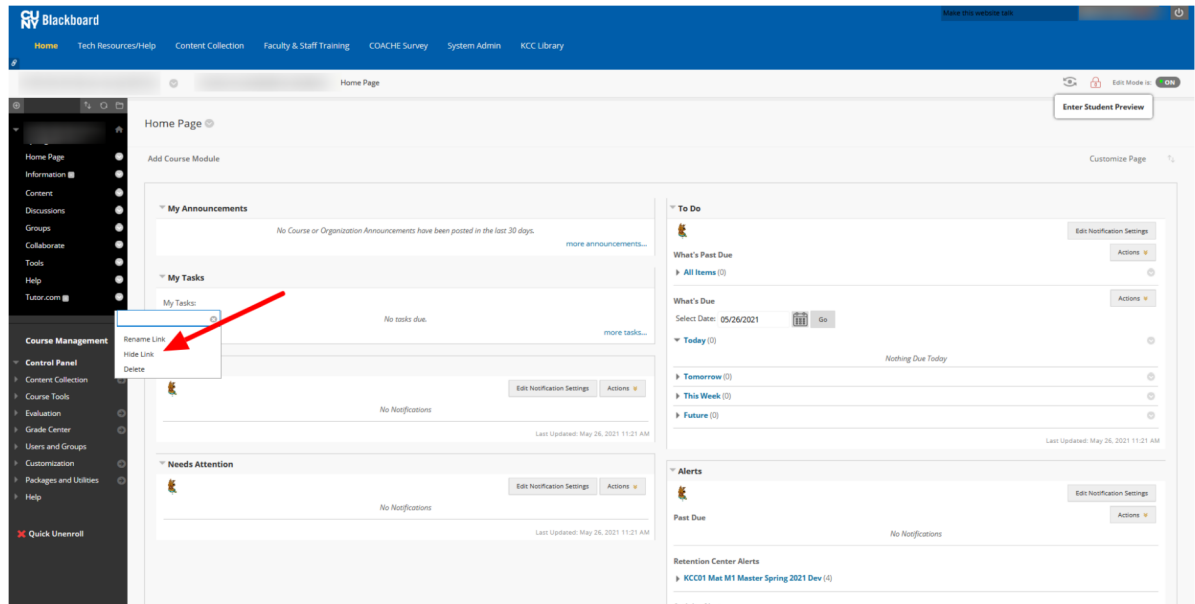 CUNY Blackboard
Make this website talk
Home Tech Resources/Help Content Collection Faculty & Staff Training COACHE Survey System Admin KCC Library
Home Page
Edit Mode is: ON
Enter Student Preview
Home Page
Add Course Module
Customize Page
Home Page
Information
Content
Discussions
Groups
Collaborate
Tools
Help
Tutor.com
Rename Link
Hide Link
Delete
Course Management
Control Panel
Content Collection
Course Tools
Evaluation
Grade Center
Users and Groups
Customization
Packages and Utilities
Help
Quick Unenroll
My Announcements
No Course or Organization Announcements have been posted in the last 30 days.
more announcements...
My Tasks
My Tasks:
No tasks due.
more tasks...
Edit Notification Settings Actions
No Notifications
Last Updated: May 26, 2021 11:21 AM
Needs Attention
Edit Notification Settings Actions
No Notifications
Last Updated: May 26, 2021 11:21 AM
To Do
Edit Notification Settings
What's Past Due
Actions
All Items (0)
What's Due
Actions
Select Date: 05/26/2021 Go
Today (0)
Nothing Due Today
Tomorrow (0)
This Week (0)
Future (0)
Last Updated: May 26, 2021 11:21 AM
Alerts
Edit Notification Settings
Past Due
Actions
No Notifications
Retention Center Alerts
KCC01 Mat M1 Master Spring 2021 Dev (4)